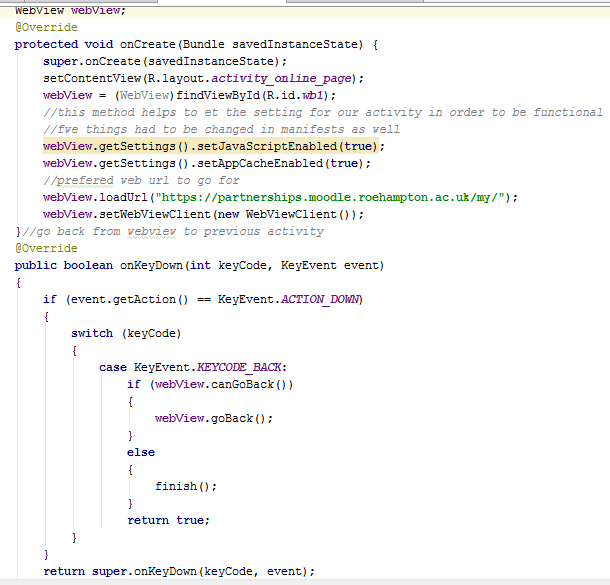 WebView webView;
@Override
protected void onCreate(Bundle savedInstanceState) {
super.onCreate(savedInstanceState);
setContentView(R.layout.activity_online_page);
webView = (WebView)findViewById(R.id.wb1);
//this method helps to et the setting for our activity in order to be functional
//fwe things had to be changed in manifests as well
webView.getSettings().setJavaScriptEnabled(true);
webView.getSettings().setAppCacheEnabled(true);
//prefered web url to go for
webView.loadUrl("https://partnerships.moodle.roehampton.ac.uk/my/");
webView.setWebViewClient(new WebViewClient());
}//go back from webview to previous activity
@Override
public boolean onKeyDown(int keyCode, KeyEvent event)
{
if (event.getAction() == KeyEvent.ACTION_DOWN)
{
switch (keyCode)
{
case KeyEvent.KEYCODE_BACK:
if (webView.canGoBack())
{
webView.goBack();
}
else
{
finish();
}
return true;
}
}
return super.onKeyDown(keyCode, event);